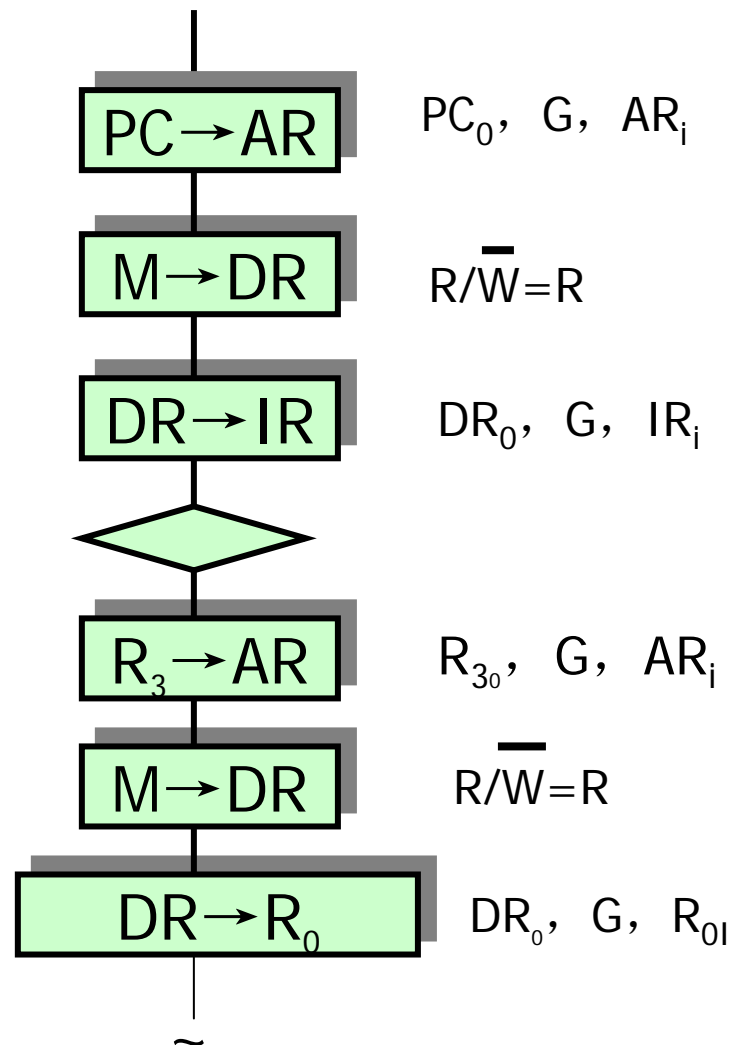 PC→AR PC₀, G, ARᵢ
M→DR R/W̅=R
DR→IR DR₀, G, IRᵢ
R₃→AR R₃₀, G, ARᵢ
M→DR R/W̅=R
DR→R₀ DR₀, G, R₀I
≈